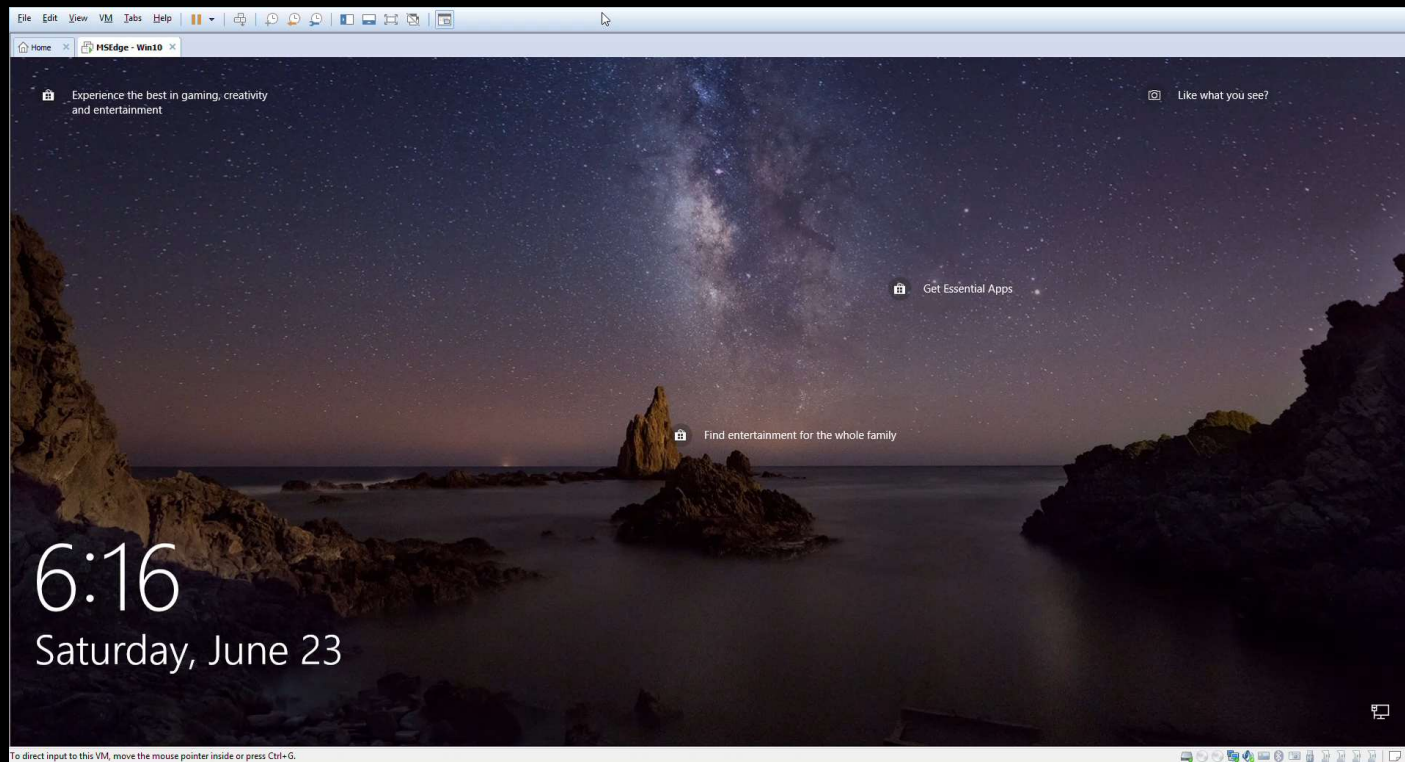 File Edit View VM Tabs Help
Home
MSEdge - Win10
Experience the best in gaming, creativity
and entertainment
Like what you see?
Get Essential Apps
Find entertainment for the whole family
6:16
Saturday, June 23
To direct input to this VM, move the mouse pointer inside or press Ctrl+G.